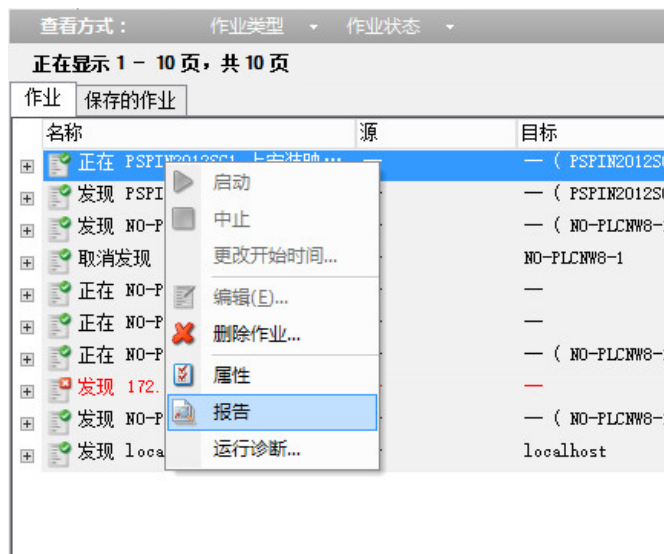 查看方式： 作业类型 作业状态
正在显示 1 - 10 页，共 10 页
作业 保存的作业
名称 源 目标
正在 PSPIN2012SC1 上安装映... — — ( PSPIN2012S
发现 PSPI — ( PSPIN2012S
发现 NO-P — ( NO-PLCNW8-
取消发现 NO-PLCNW8-1
正在 NO-P —
正在 NO-P —
正在 NO-P — ( NO-PLCNW8-
发现 172. —
发现 NO-P — ( NO-PLCNW8-
发现 loca localhost
启动
中止
更改开始时间...
编辑(E)...
删除作业...
属性
报告
运行诊断...